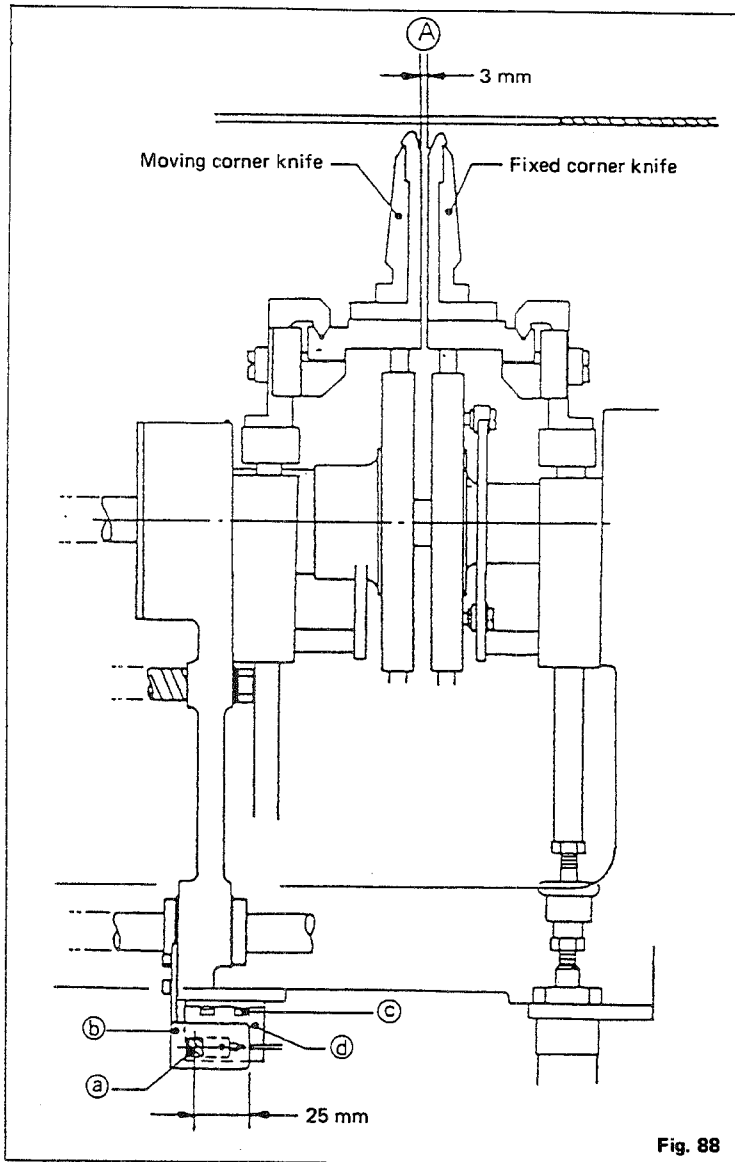 A
3 mm
Moving corner knife
Fixed corner knife
c
b
d
a
25 mm
Fig. 88